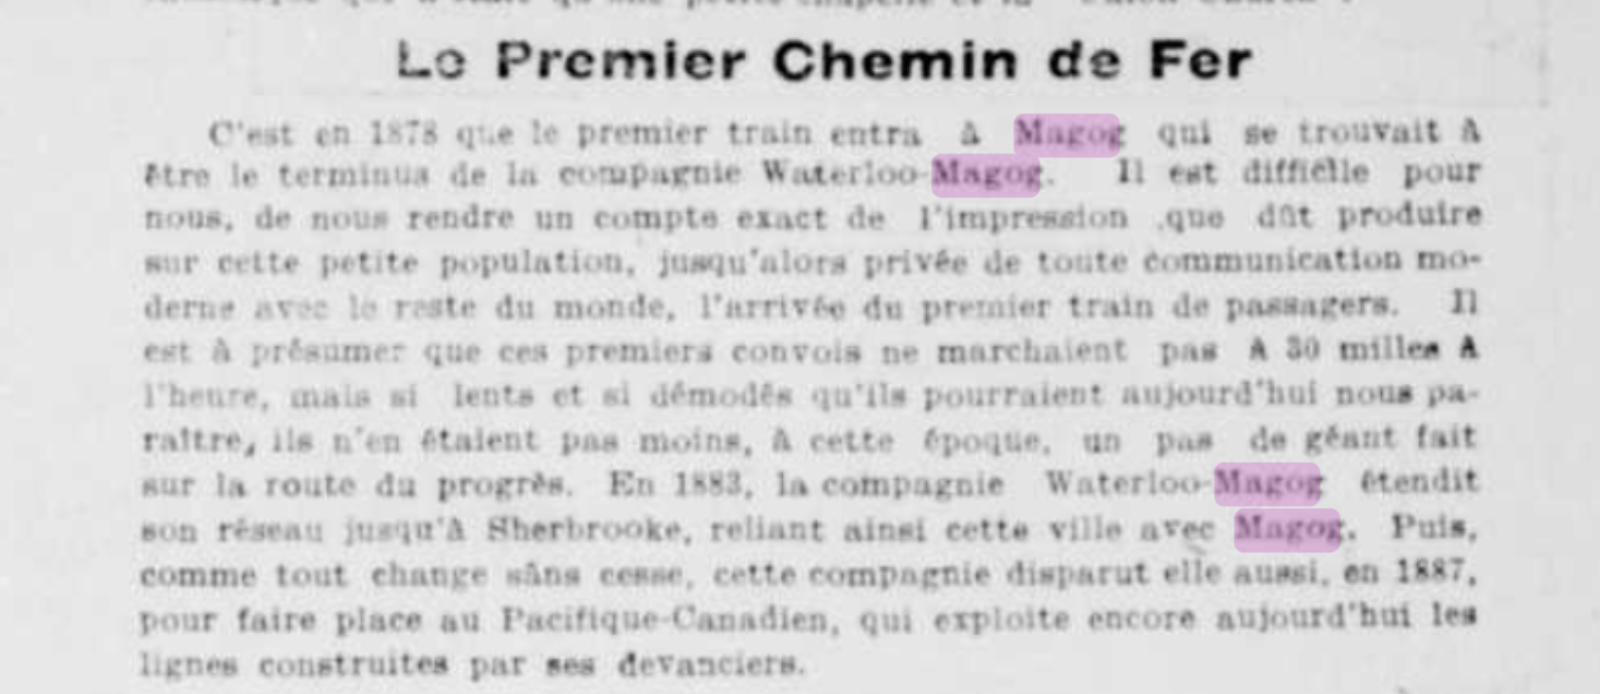 Le Premier Chemin de Fer
C'est en 1878 que le premier train entra à Magog qui se trouvait à
être le terminus de la compagnie Waterloo-Magog. Il est difficile pour
nous, de nous rendre un compte exact de l'impression que dût produire
sur cette petite population, jusqu'alors privée de toute communication mo-
derne avec le reste du monde, l'arrivée du premier train de passagers. Il
est à présumer que ces premiers convois ne marchaient pas à 30 milles à
l'heure, mais si lents et si démodés qu'ils pourraient aujourd'hui nous pa-
raître, ils n'en étaient pas moins, à cette époque, un pas de géant fait
sur la route du progrès. En 1883, la compagnie Waterloo-Magog étendit
son réseau jusqu'à Sherbrooke, reliant ainsi cette ville avec Magog. Puis,
comme tout change sâns cesse, cette compagnie disparut elle aussi, en 1887,
pour faire place au Pacifique-Canadien, qui exploite encore aujourd'hui les
lignes construites par ses devanciers.